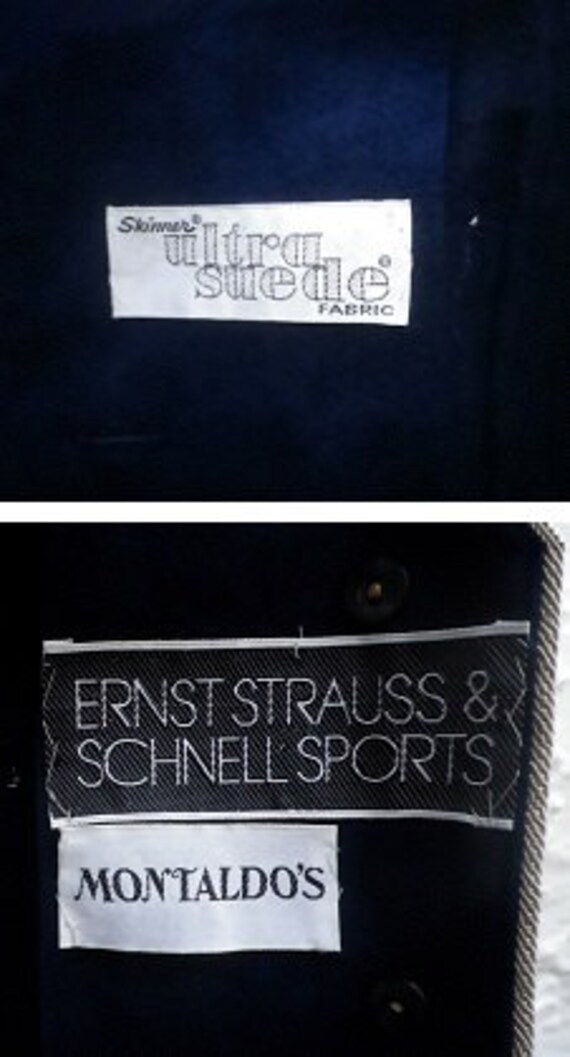 Skinner® ultra
suede®
FABRIC
ERNST STRAUSS &
SCHNELL SPORTS
MONTALDO'S